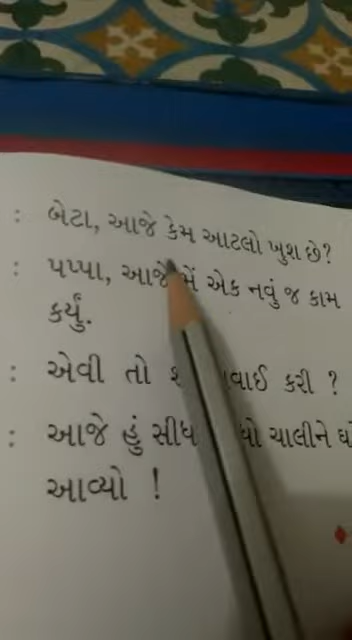 : બેટા, આજે કેમ આટલો ખુશ છે?
: પપ્પા, આજે મેં એક નવું જ કામ
કર્યું.
: એવી તો કરી ?
: આજે હું ચાલીને
આવ્યો !